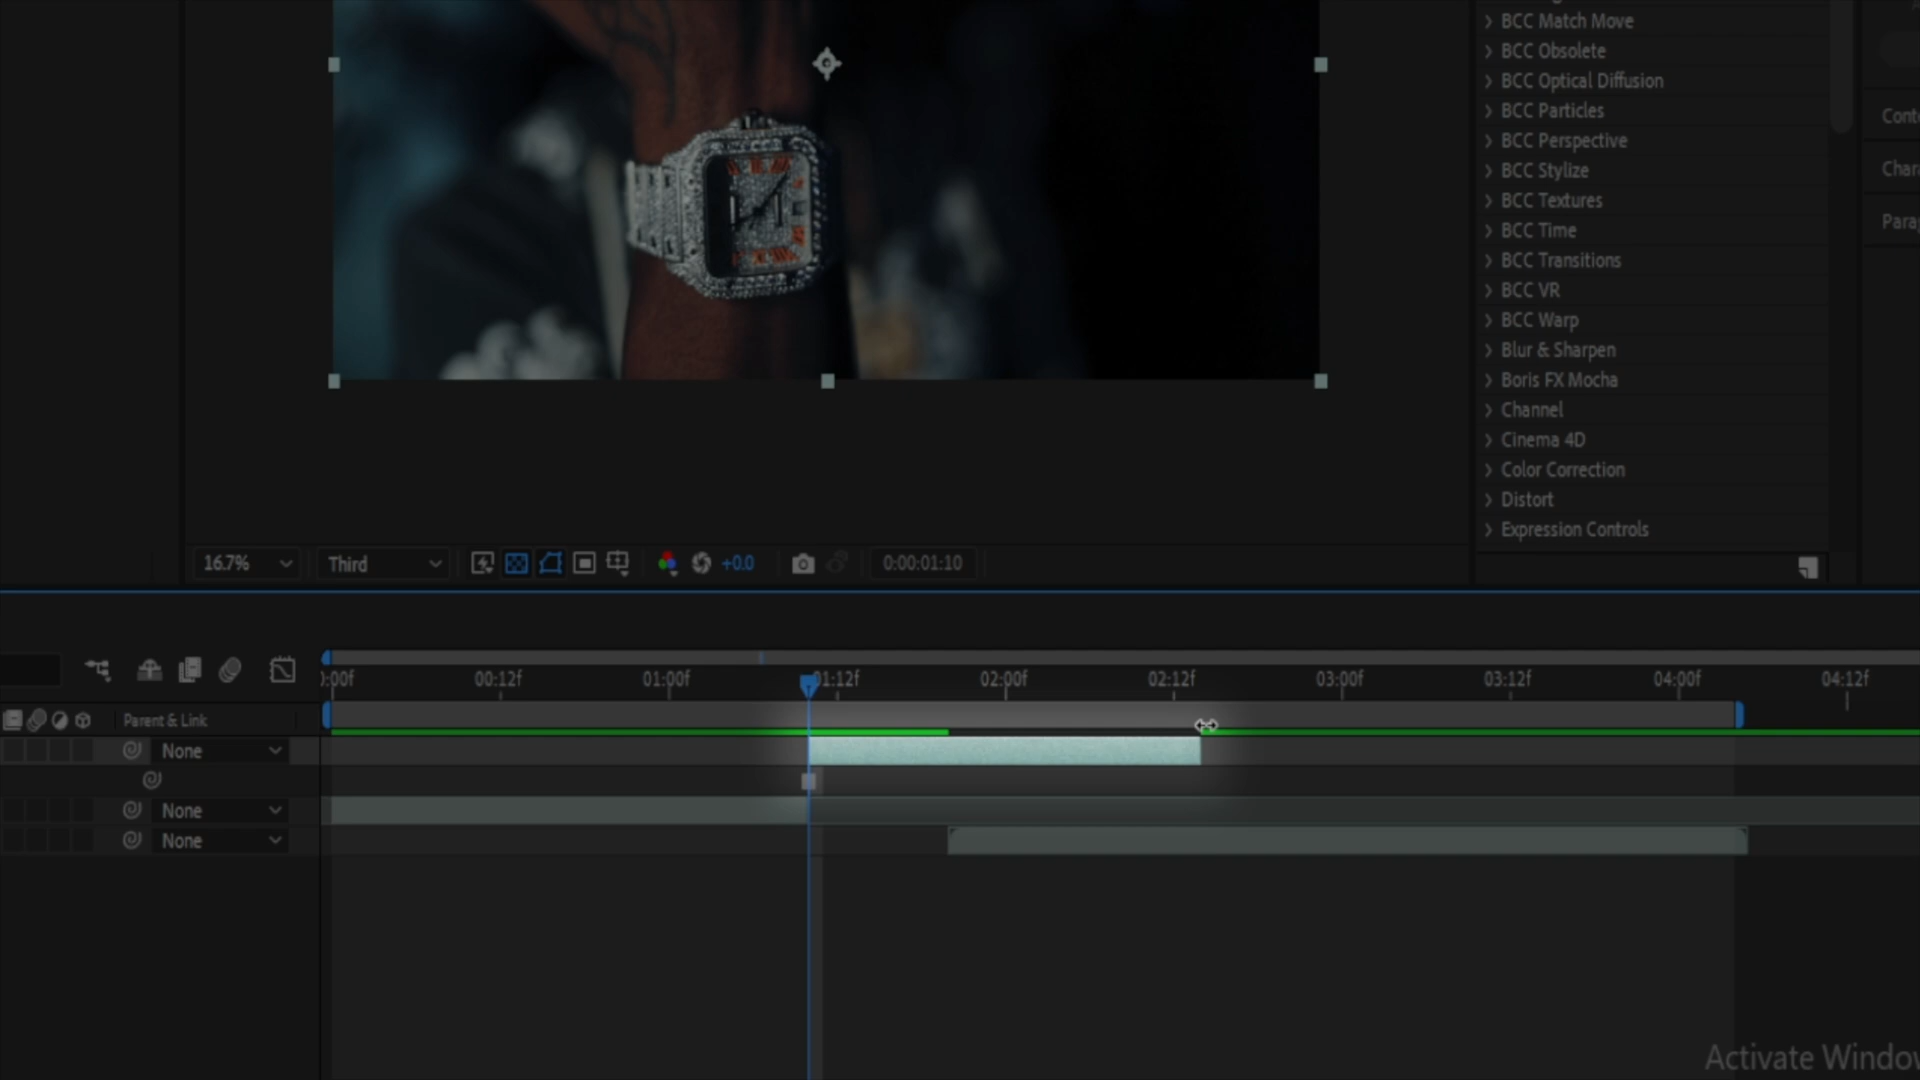 BCC Match Move
BCC Obsolete
BCC Optical Diffusion
BCC Particles
BCC Perspective
BCC Stylize
BCC Textures
BCC Time
BCC Transitions
BCC VR
BCC Warp
Blur & Sharpen
Boris FX Mocha
Channel
Cinema 4D
Color Correction
Distort
Expression Controls
Cont
Char
Para
16.7%
Third
+0.0
0:00:01:10
):00f
00:12f
01:00f
01:12f
02:00f
02:12f
03:00f
03:12f
04:00f
04:12f
Parent & Link
None
None
None
Activate Window